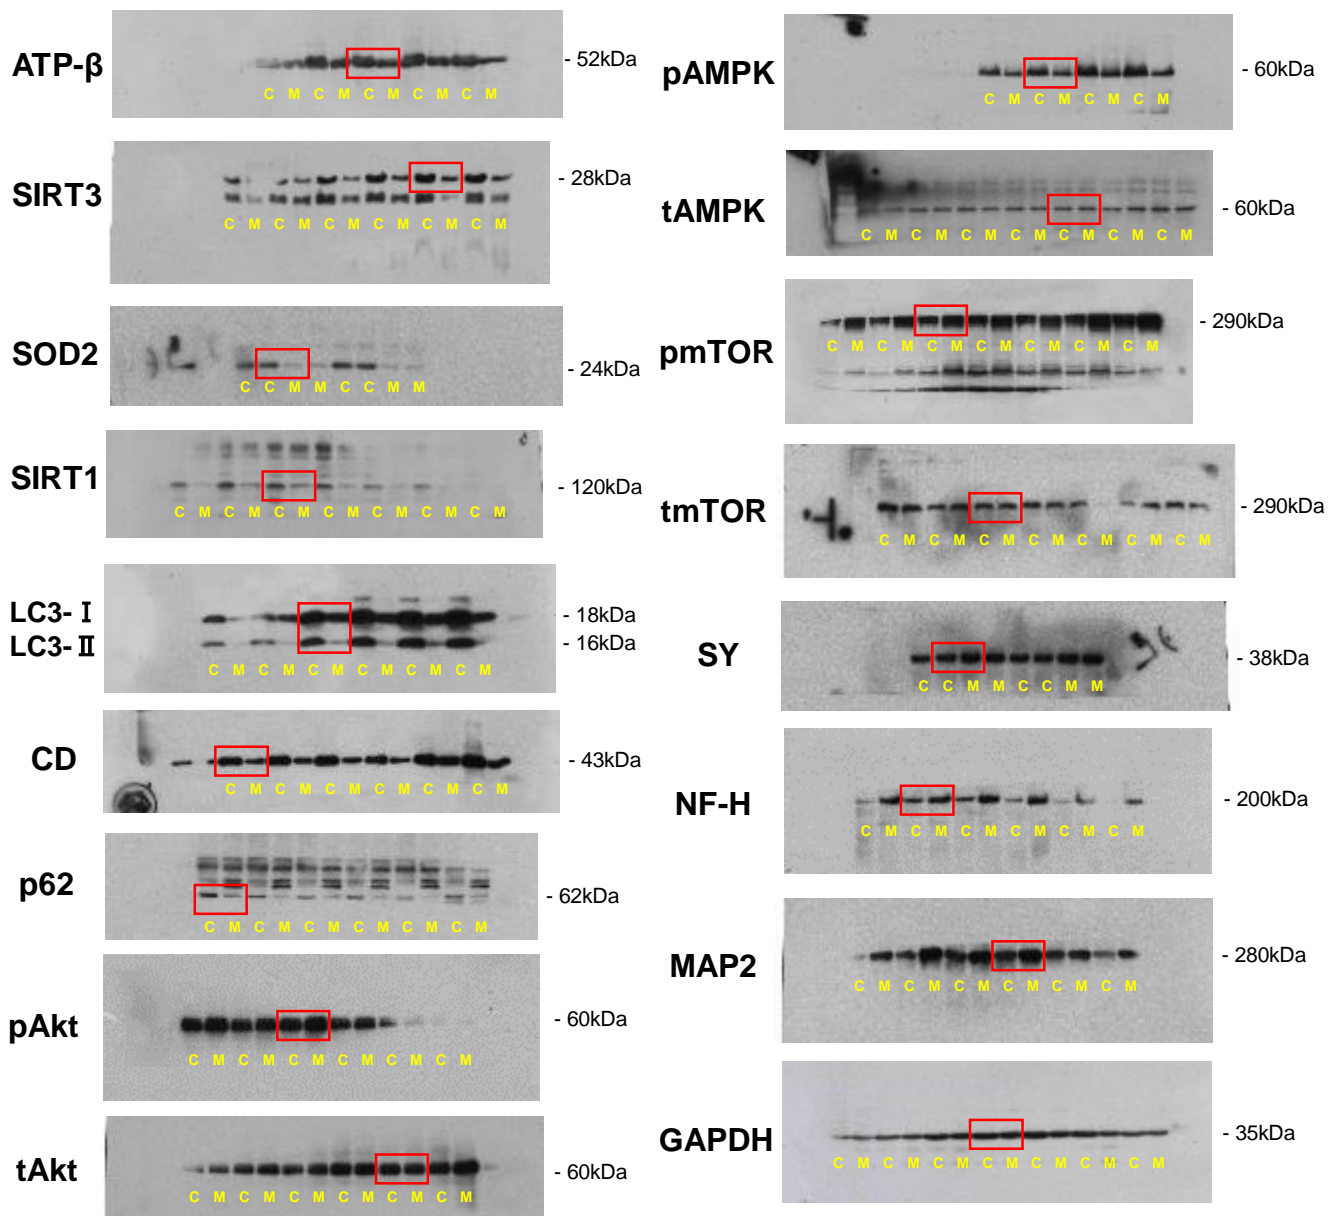 ATP-β
- 52kDa
C M C M C M C M C M
SIRT3
- 28kDa
C M C M C M C M C M C M
SOD2
- 24kDa
C C M M C C M M
SIRT1
- 120kDa
C M C M C M C M C M C M C M
LC3-Ⅰ
- 18kDa
LC3-Ⅱ
- 16kDa
C M C M C M C M C M C M
CD
- 43kDa
C M C M C M C M C M C M
p62
- 62kDa
C M C M C M C M C M C M
pAkt
- 60kDa
C M C M C M C M C M C M
tAkt
- 60kDa
C M C M C M C M C M C M
pAMPK
- 60kDa
C M C M C M C M
tAMPK
- 60kDa
C M C M C M C M C M C M C M
pmTOR
- 290kDa
C M C M C M C M C M C M C M
tmTOR
- 290kDa
C M C M C M C M C M C M C M
SY
- 38kDa
C C M M C C M M
NF-H
- 200kDa
C M C M C M C M C M C M
MAP2
- 280kDa
C M C M C M C M C M C M
GAPDH
- 35kDa
C M C M C M C M C M C M C M